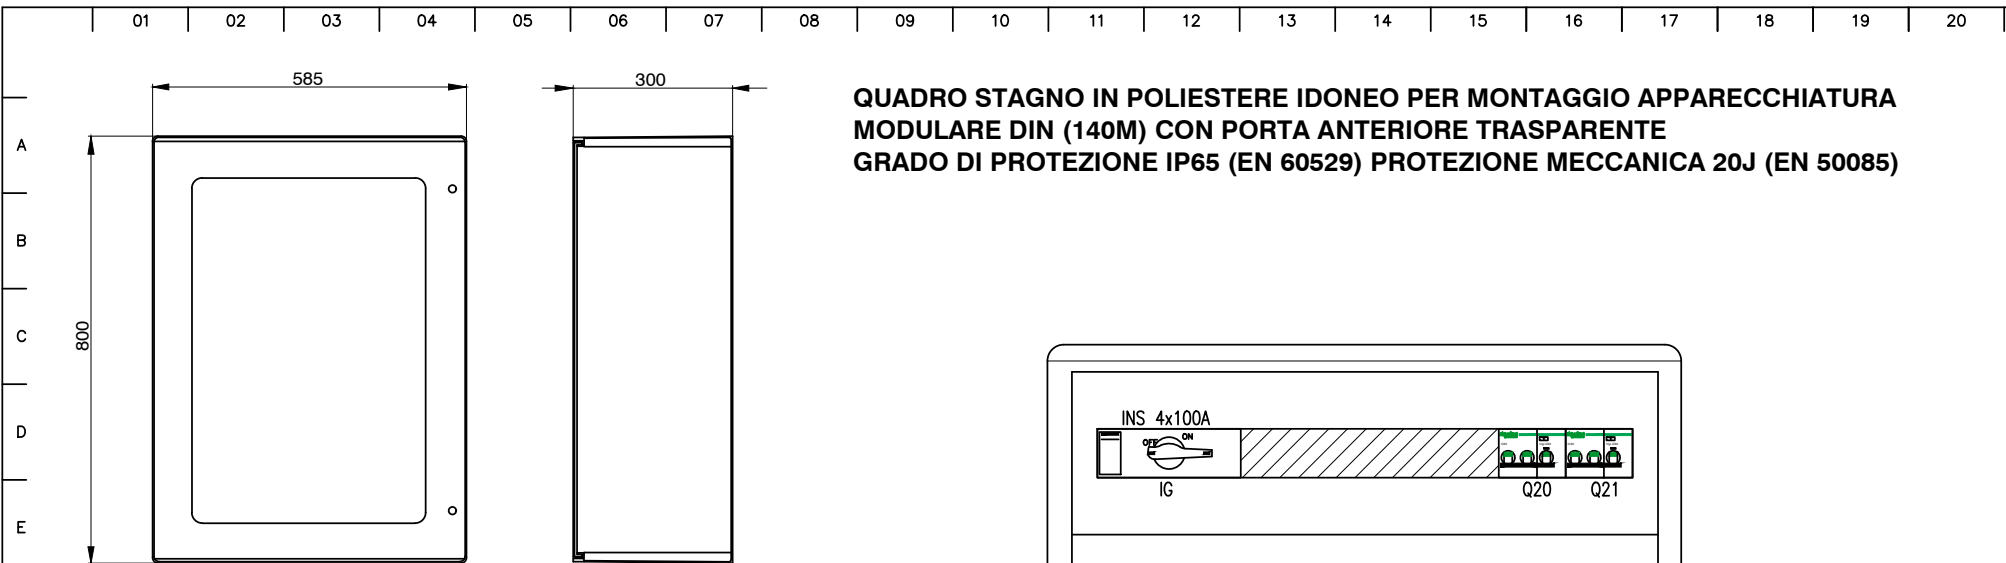 01 02 03 04 05 06 07 08 09 10 11 12 13 14 15 16 17 18 19 20
585
300
QUADRO STAGNO IN POLIESTERE IDONEO PER MONTAGGIO APPARECCHIATURA
MODULARE DIN (140M) CON PORTA ANTERIORE TRASPARENTE
GRADO DI PROTEZIONE IP65 (EN 60529) PROTEZIONE MECCANICA 20J (EN 50085)
A
B
C
800
D
INS 4x100A
OFF
ON
IG
Q20
Q21
E